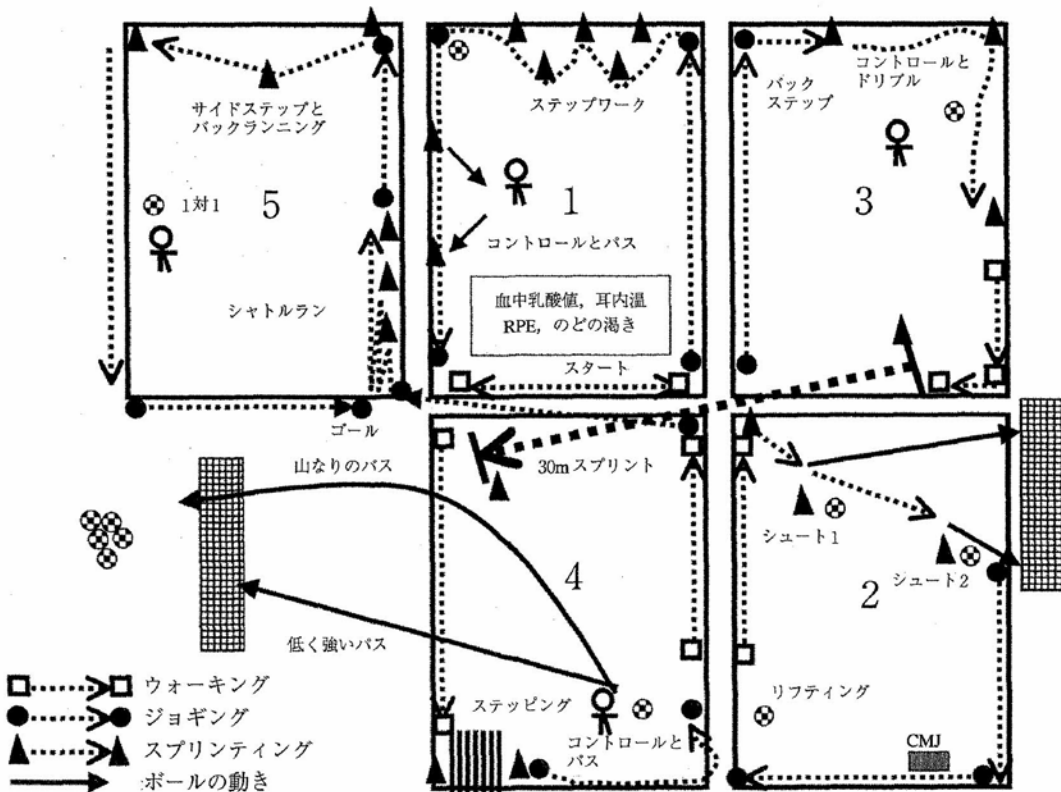 サイドステップと
バックランニング
1対1
5
シャトルラン
ステップワーク
1
コントロールとパス
血中乳酸値,耳内温
RPE,のどの渇き
スタート
バック
ステップ
コントロールと
ドリブル
3
ゴール
山なりのパス
低く強いパス
30mスプリント
4
ステッピング
コントロールと
パス
シュート1
シュート2
2
リフティング
CMJ
ウォーキング
ジョギング
スプリンティング
ボールの動き